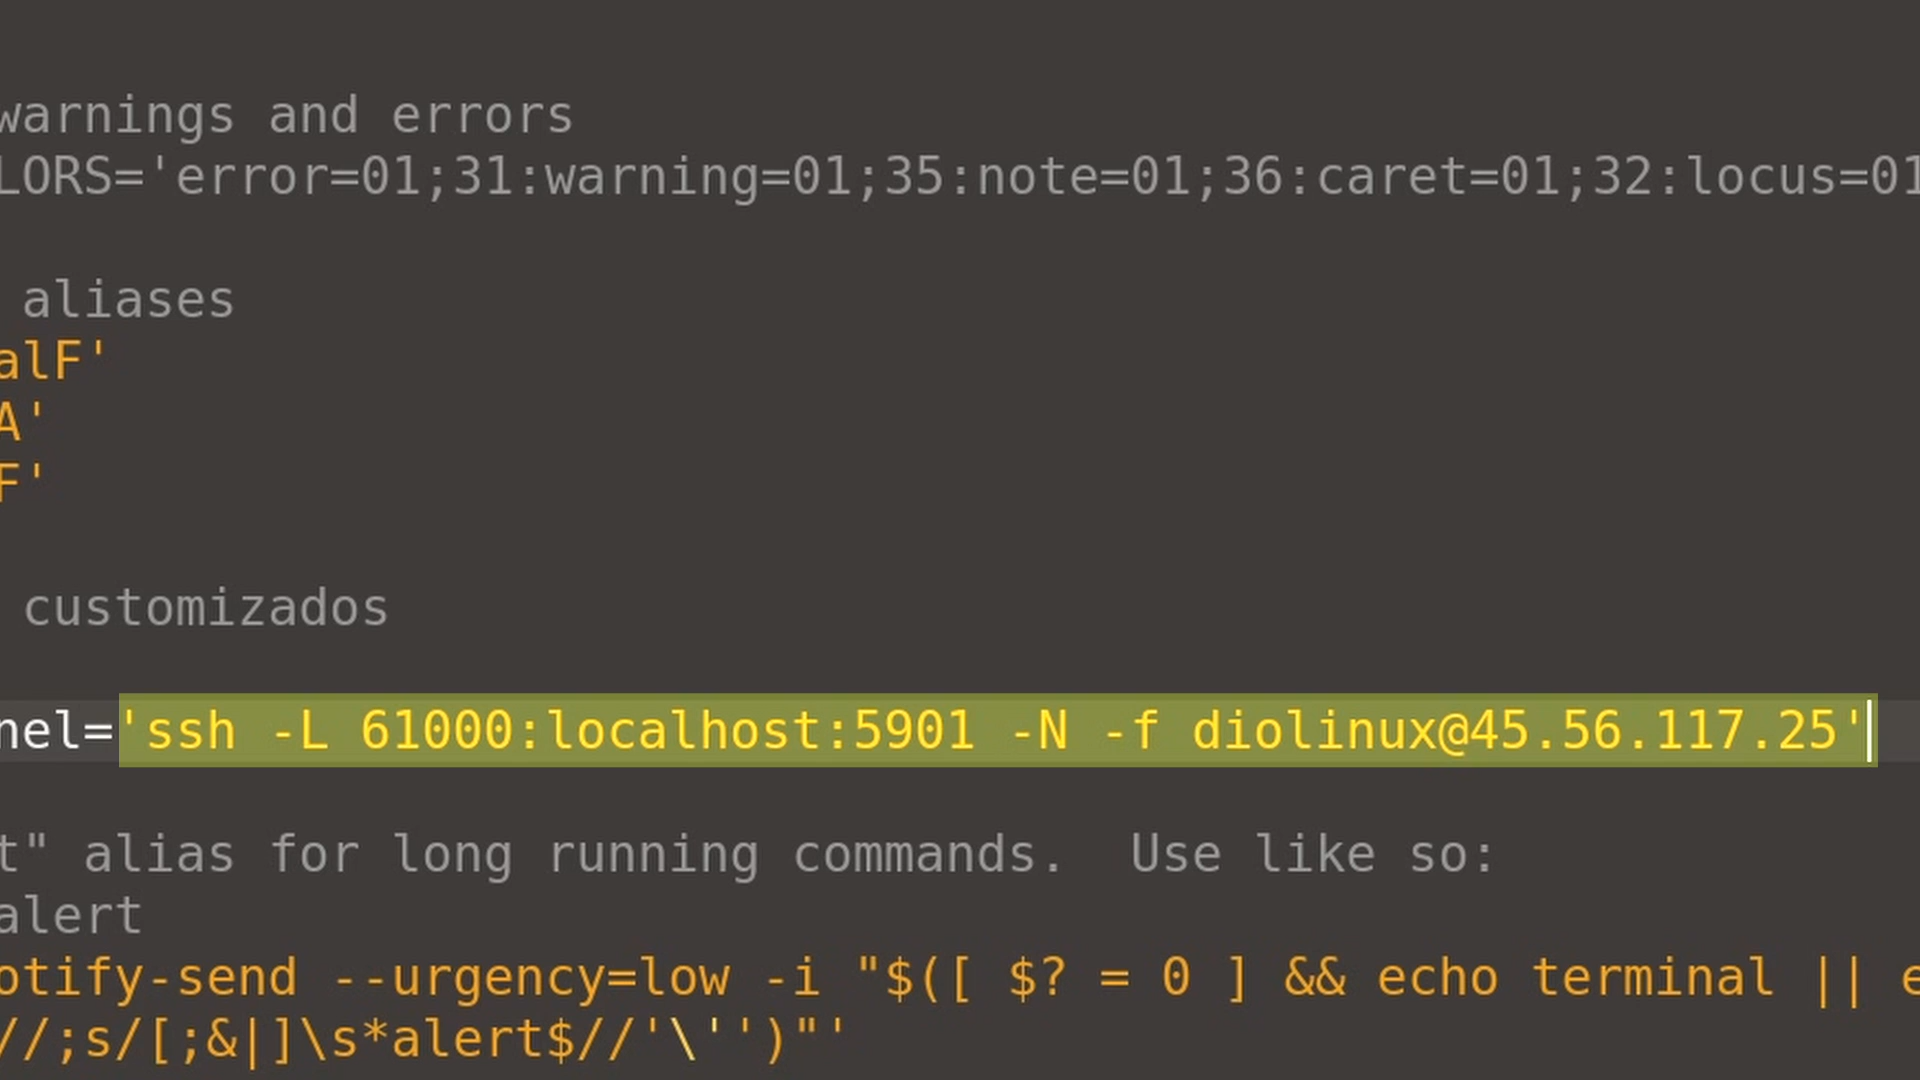 warnings and errors
LORS='error=01;31:warning=01;35:note=01;36:caret=01;32:locus=01
aliases
alF'
A'
F'
customizados
nel='ssh -L 61000:localhost:5901 -N -f diolinux@45.56.117.25'
t" alias for long running commands.  Use like so:
alert
otify-send --urgency=low -i "$([ $? = 0 ] && echo terminal || e
//;s/[;&|]\s*alert$//'\'')"'